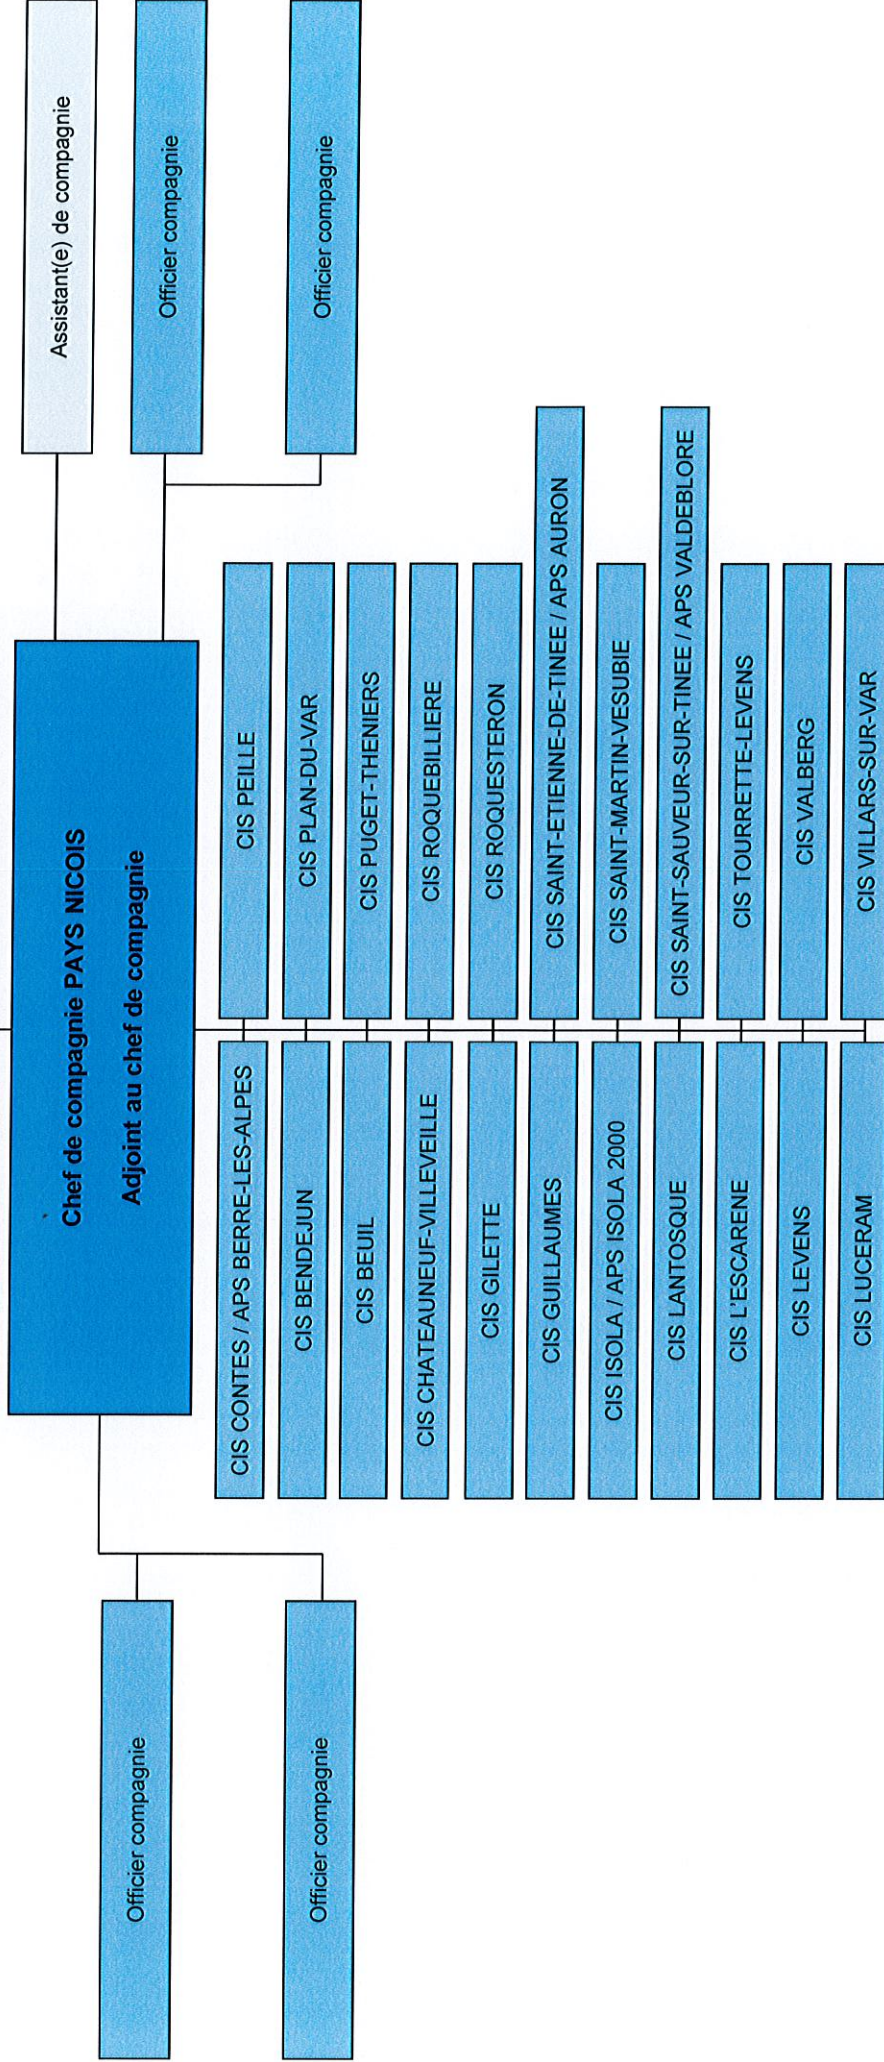 Chef de compagnie PAYS NICOIS
Adjoint au chef de compagnie
Assistant(e) de compagnie
Officier compagnie
Officier compagnie
Officier compagnie
Officier compagnie
CIS CONTES / APS BERRE-LES-ALPES
CIS BENDEJUN
CIS BEUIL
CIS CHATEAUNEUF-VILLEVEILLE
CIS GILETTE
CIS GUILLAUMES
CIS ISOLA / APS ISOLA 2000
CIS LANTOSQUE
CIS L'ESCARENE
CIS LEVENS
CIS LUCERAM
CIS PEILLE
CIS PLAN-DU-VAR
CIS PUGET-THENIERS
CIS ROQUEBILLIERE
CIS ROQUESTERON
CIS SAINT-ETIENNE-DE-TINEE / APS AURON
CIS SAINT-MARTIN-VESUBIE
CIS SAINT-SAUVEUR-SUR-TINEE / APS VALDEBLORE
CIS TOURRETTE-LEVENS
CIS VALBERG
CIS VILLARS-SUR-VAR